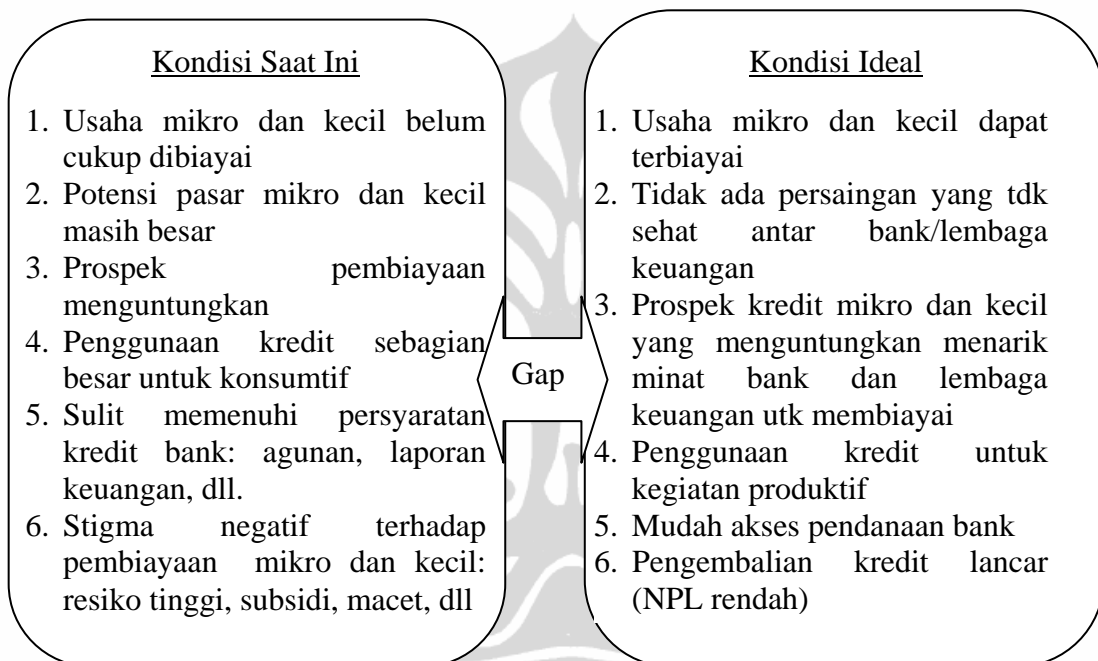 Kondisi Saat Ini
1. Usaha mikro dan kecil belum
cukup dibiayai
2. Potensi pasar mikro dan kecil
masih besar
3. Prospek pembiayaan
menguntungkan
4. Penggunaan kredit sebagian
besar untuk konsumtif
5. Sulit memenuhi persyaratan
kredit bank: agunan, laporan
keuangan, dll.
6. Stigma negatif terhadap
pembiayaan mikro dan kecil:
resiko tinggi, subsidi, macet, dll
Gap
Kondisi Ideal
1. Usaha mikro dan kecil dapat
terbiayai
2. Tidak ada persaingan yang tdk
sehat antar bank/lembaga
keuangan
3. Prospek kredit mikro dan kecil
yang menguntungkan menarik
minat bank dan lembaga
keuangan utk membiayai
4. Penggunaan kredit untuk
kegiatan produktif
5. Mudah akses pendanaan bank
6. Pengembalian kredit lancar
(NPL rendah)